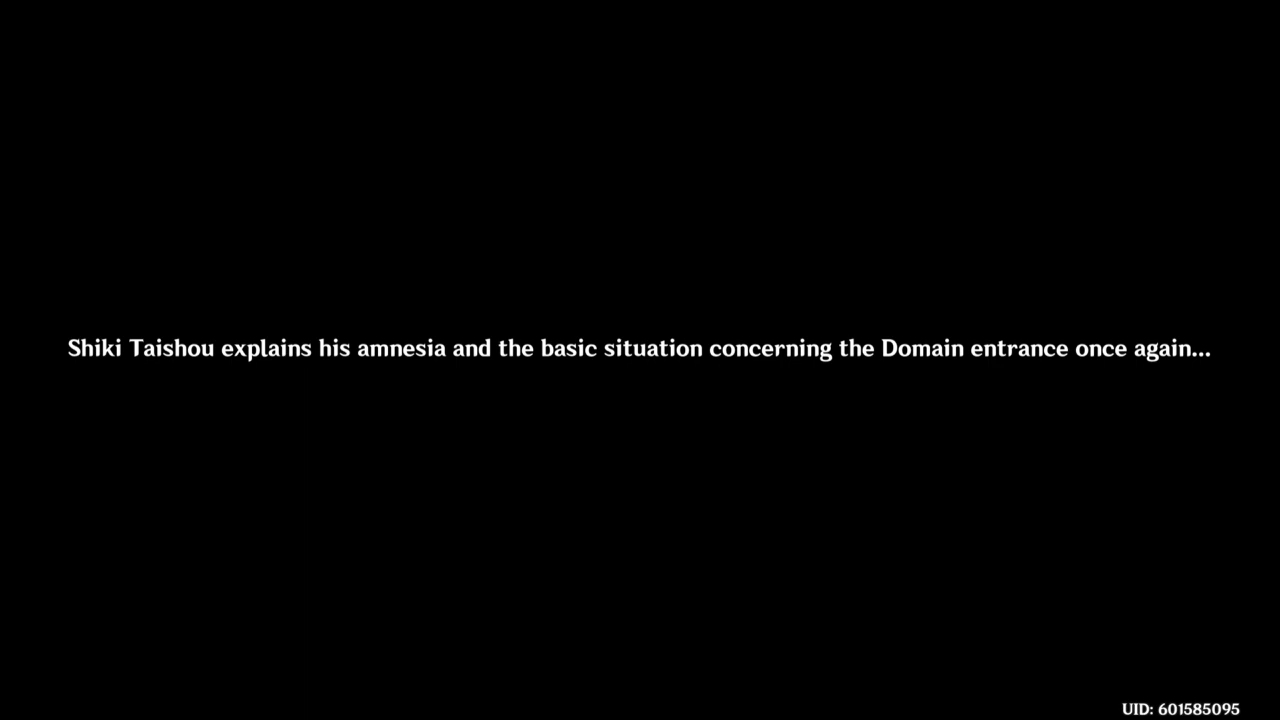 Shiki Taishou explains his amnesia and the basic situation concerning the Domain entrance once again...
UID: 601585095